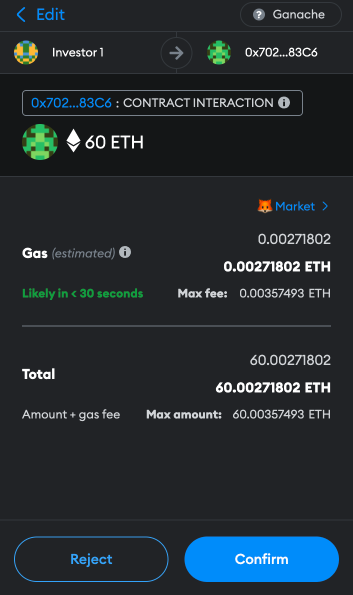 Edit
? Ganache
Investor 1
0x702...83C6
0x702...83C6 : CONTRACT INTERACTION
60 ETH
Market
0.00271802
Gas (estimated)
0.00271802 ETH
Likely in < 30 seconds Max fee: 0.00357493 ETH
60.00271802
Total
60.00271802 ETH
Amount + gas fee Max amount: 60.00357493 ETH
Reject
Confirm